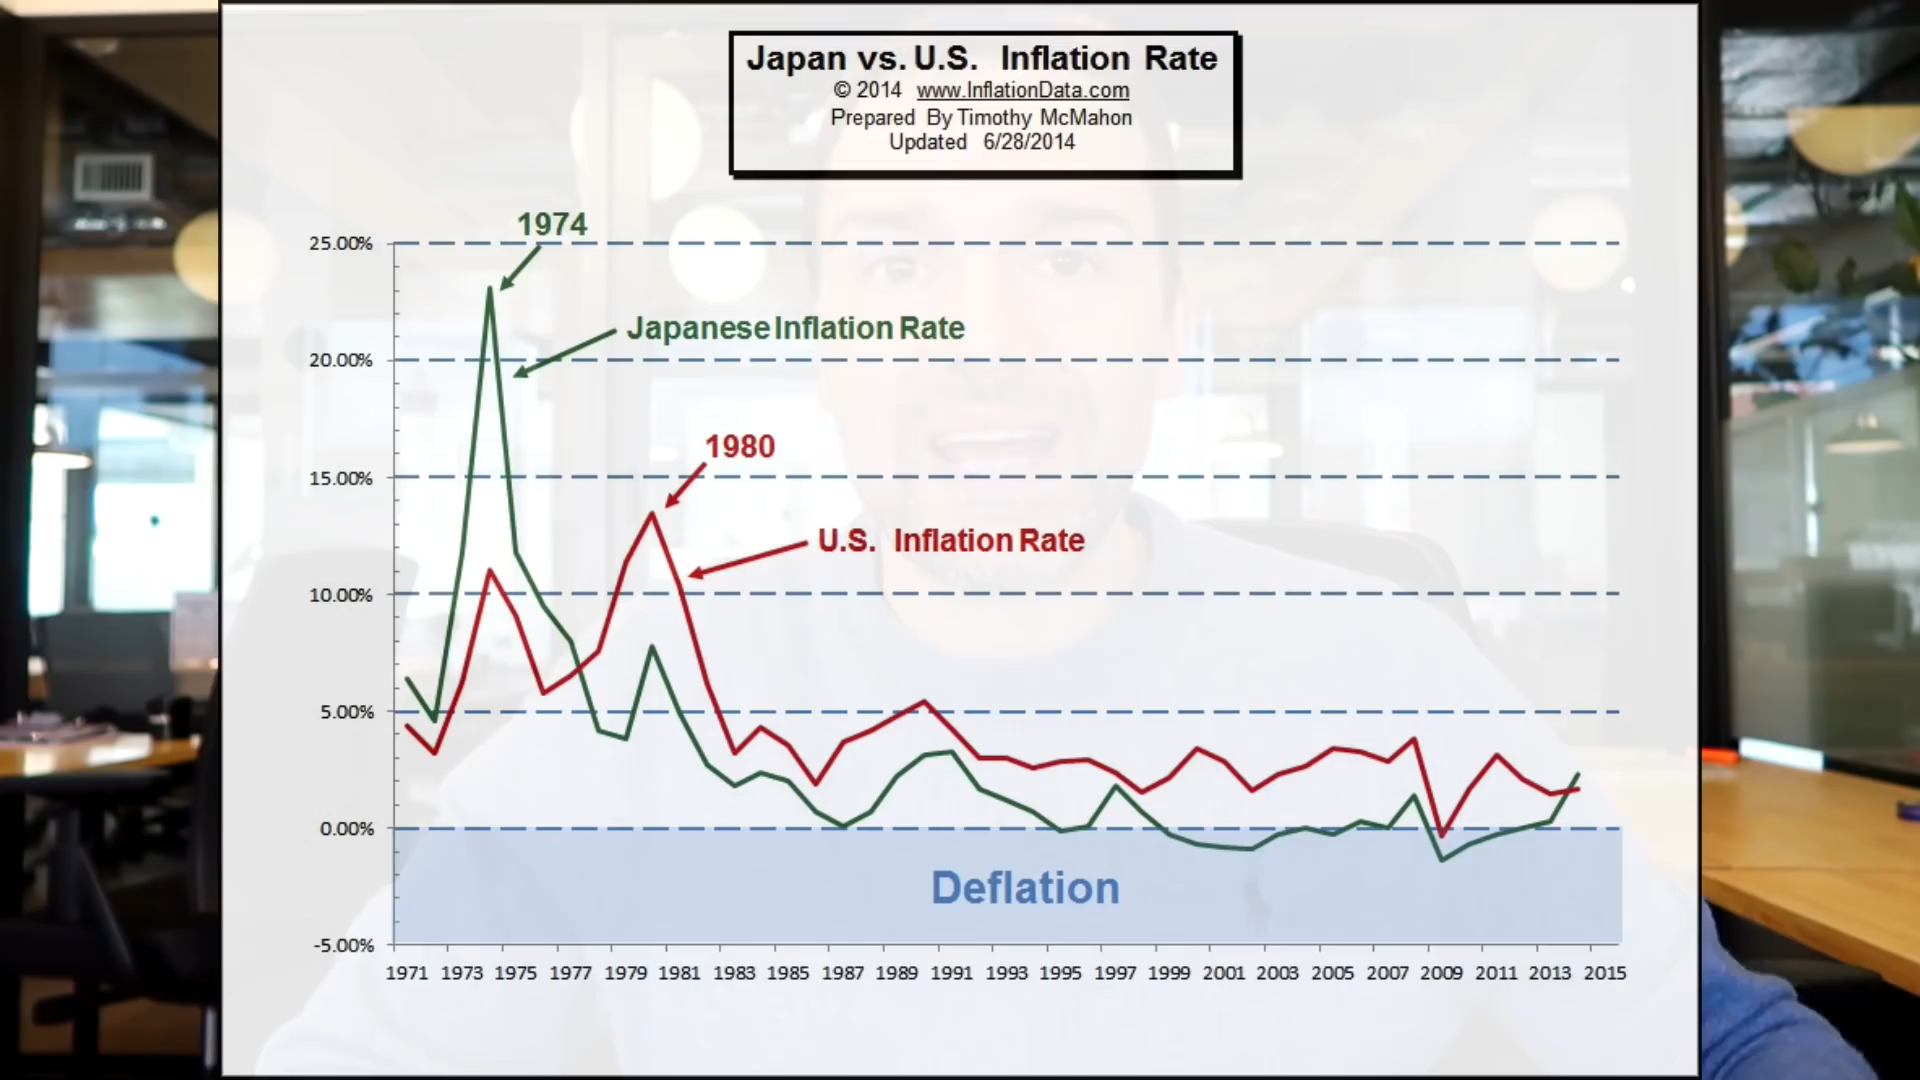 Japan vs. U.S. Inflation Rate
© 2014 www.InflationData.com
Prepared By Timothy McMahon
Updated 6/28/2014
1974
25.00%
Japanese Inflation Rate
20.00%
1980
15.00%
U.S. Inflation Rate
10.00%
5.00%
0.00%
Deflation
-5.00%
1971 1973 1975 1977 1979 1981 1983 1985 1987 1989 1991 1993 1995 1997 1999 2001 2003 2005 2007 2009 2011 2013 2015